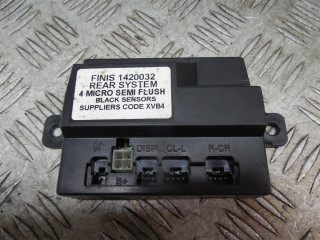 FINIS 1420032
REAR SYSTEM
4 MICRO SEMI FLUSH
BLACK SENSORS
SUPPLIERS CODE XVB4
DISP CL-L R-CR
B+